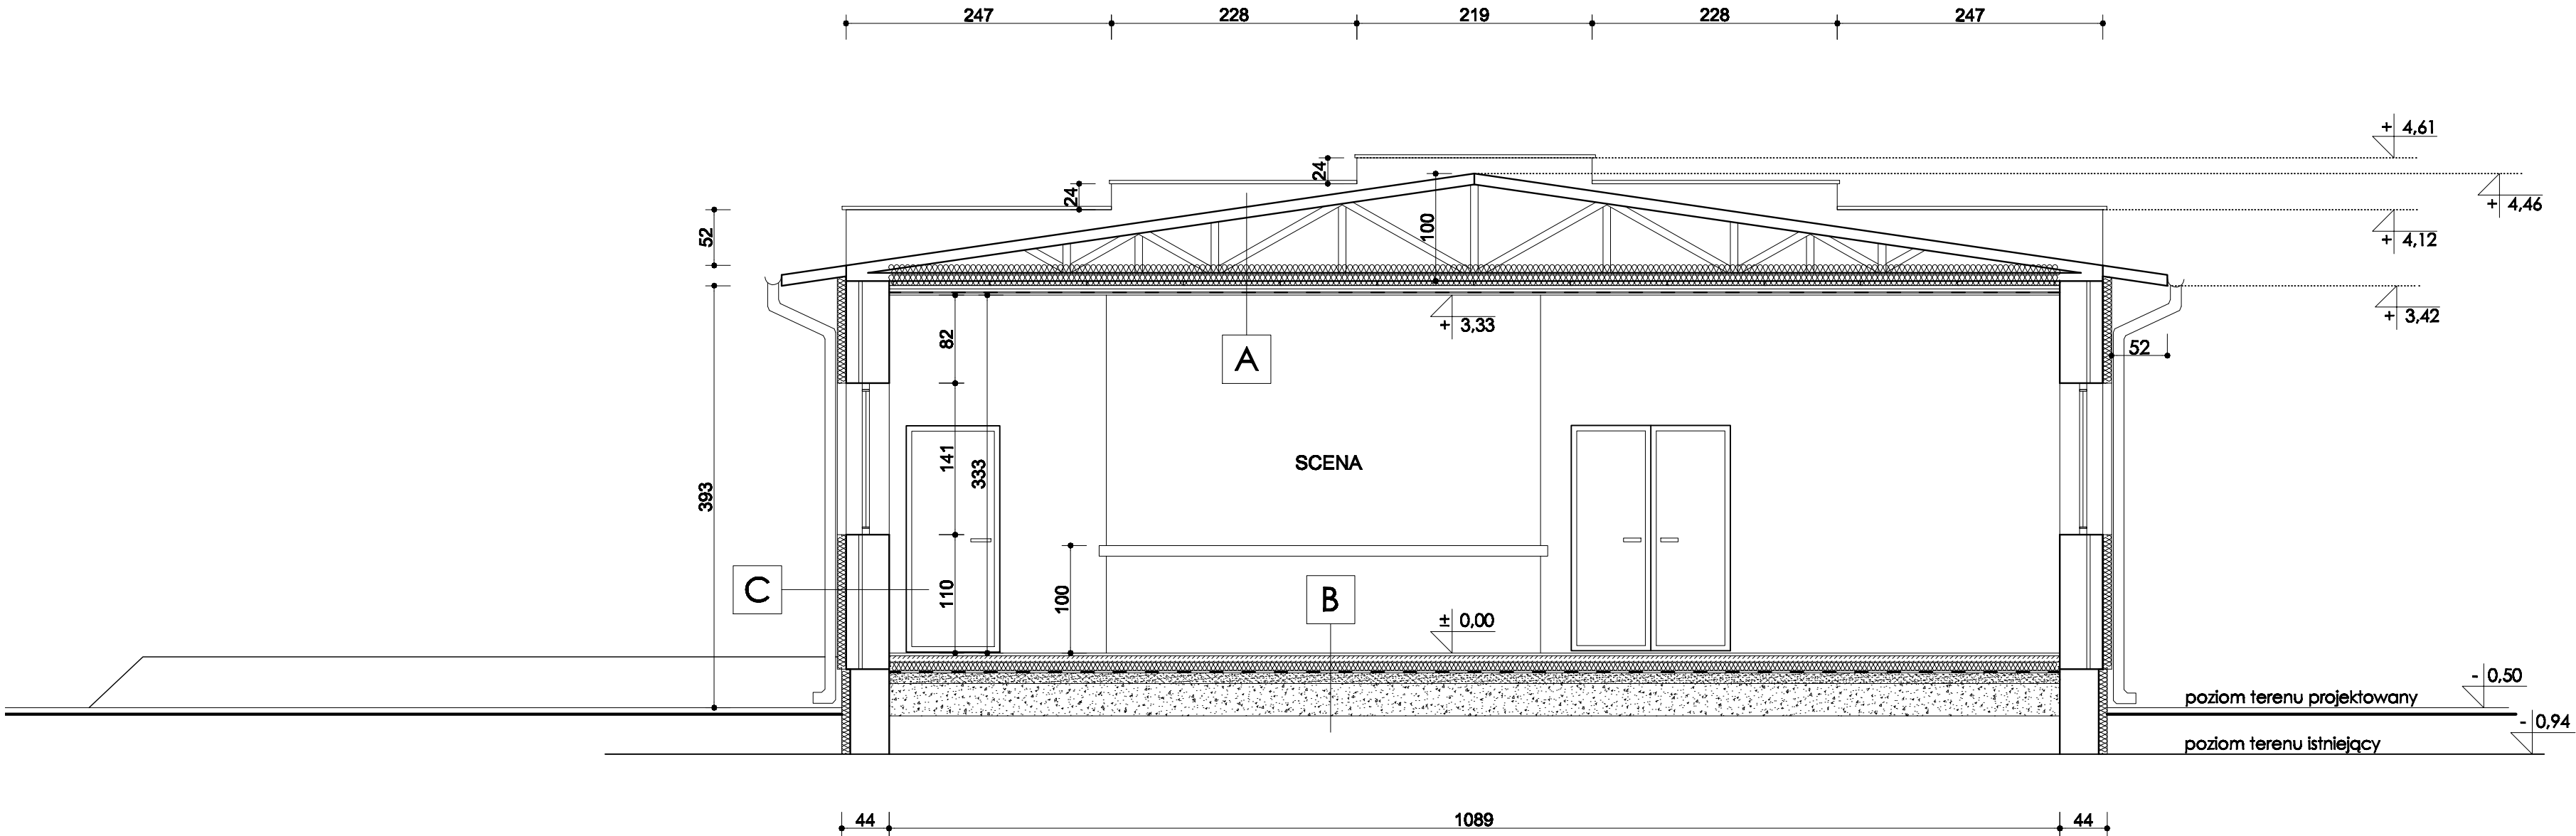 247 228 219 228 247
+ 4,61
24
+ 4,46
24
+ 4,12
52
100
+ 3,42
+ 3,33
82
52
A
141
333
SCENA
393
110
100
C
B
± 0,00
- 0,50
poziom terenu projektowany
- 0,94
poziom terenu istniejący
44 1089 44